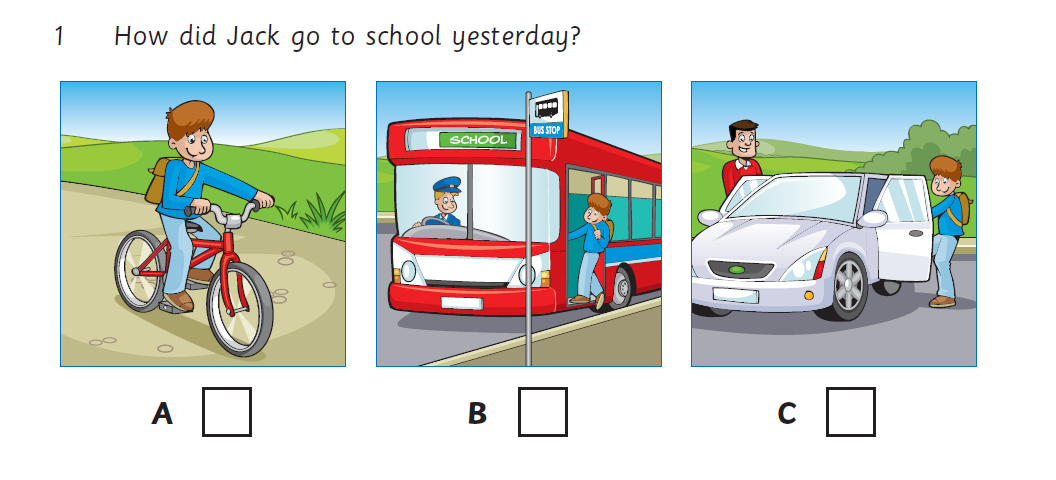 1 How did Jack go to school yesterday?
SCHOOL
BUS STOP
A
B
C